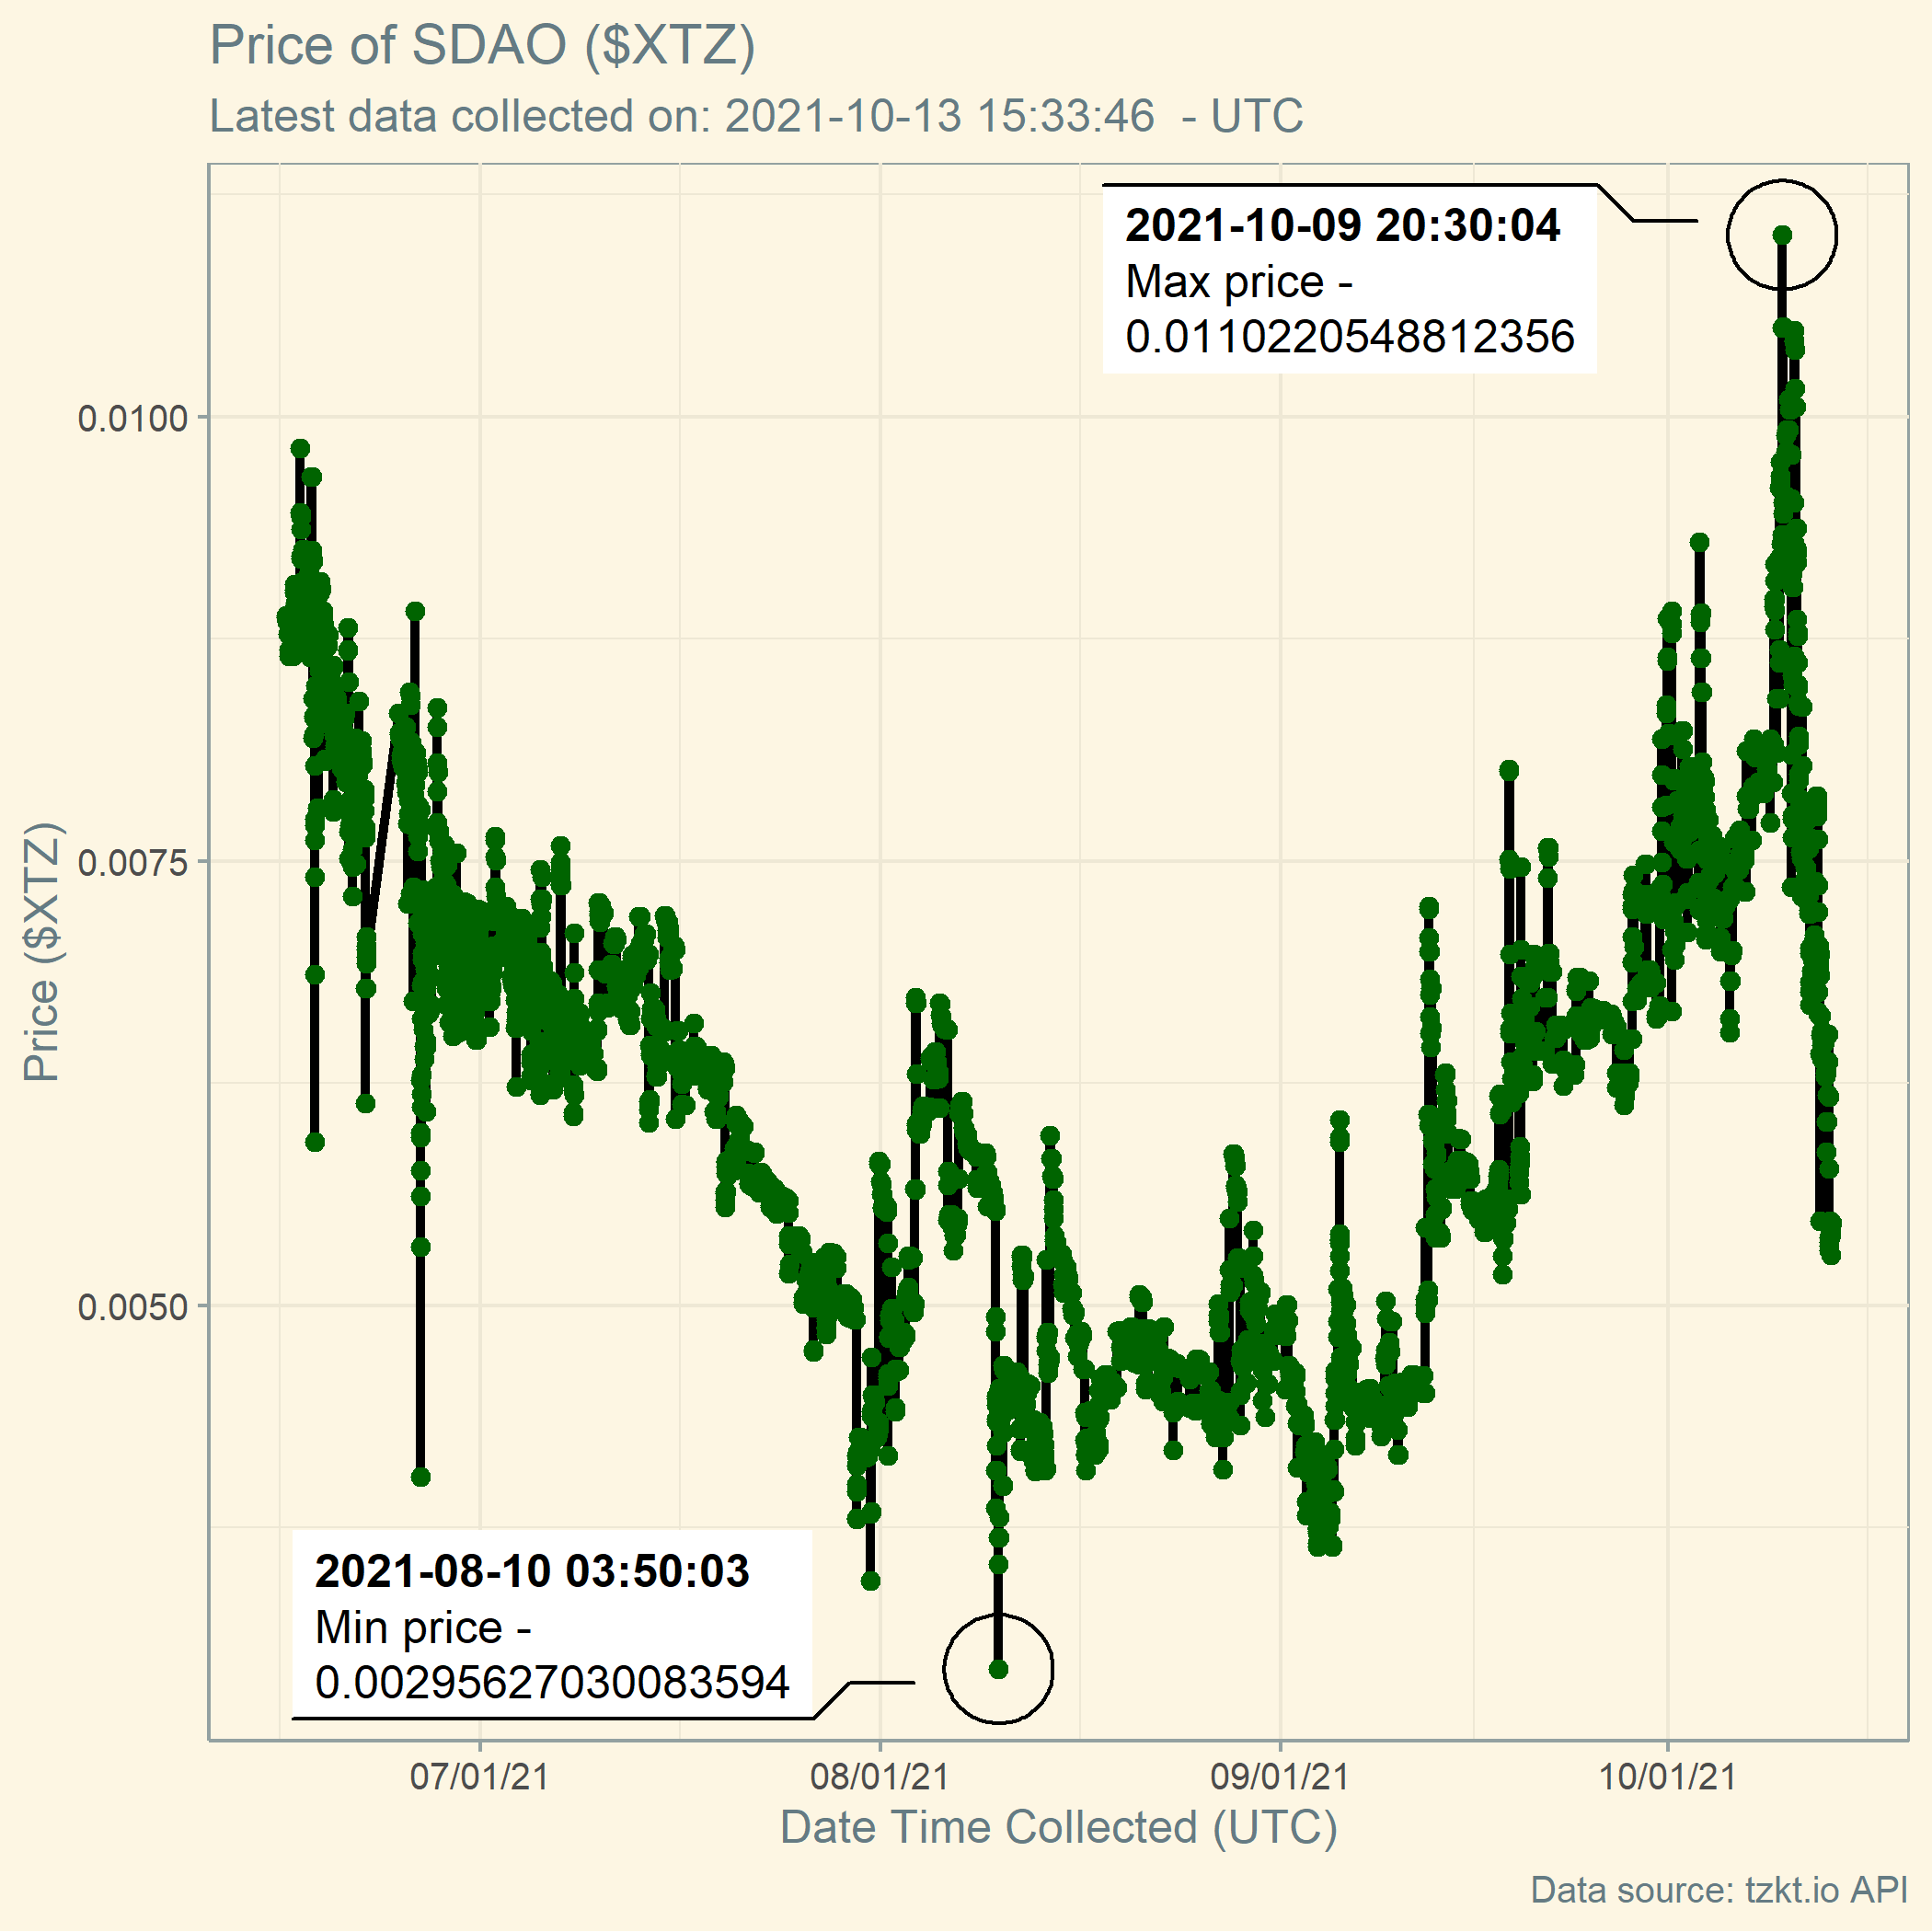 Price of SDAO ($XTZ)
Latest data collected on: 2021-10-13 15:33:46  - UTC
2021-10-09 20:30:04
Max price -
0.0110220548812356
0.0100
0.0075
0.0050
Price ($XTZ)
2021-08-10 03:50:03
Min price -
0.00295627030083594
07/01/21
08/01/21
09/01/21
10/01/21
Date Time Collected (UTC)
Data source: tzkt.io API